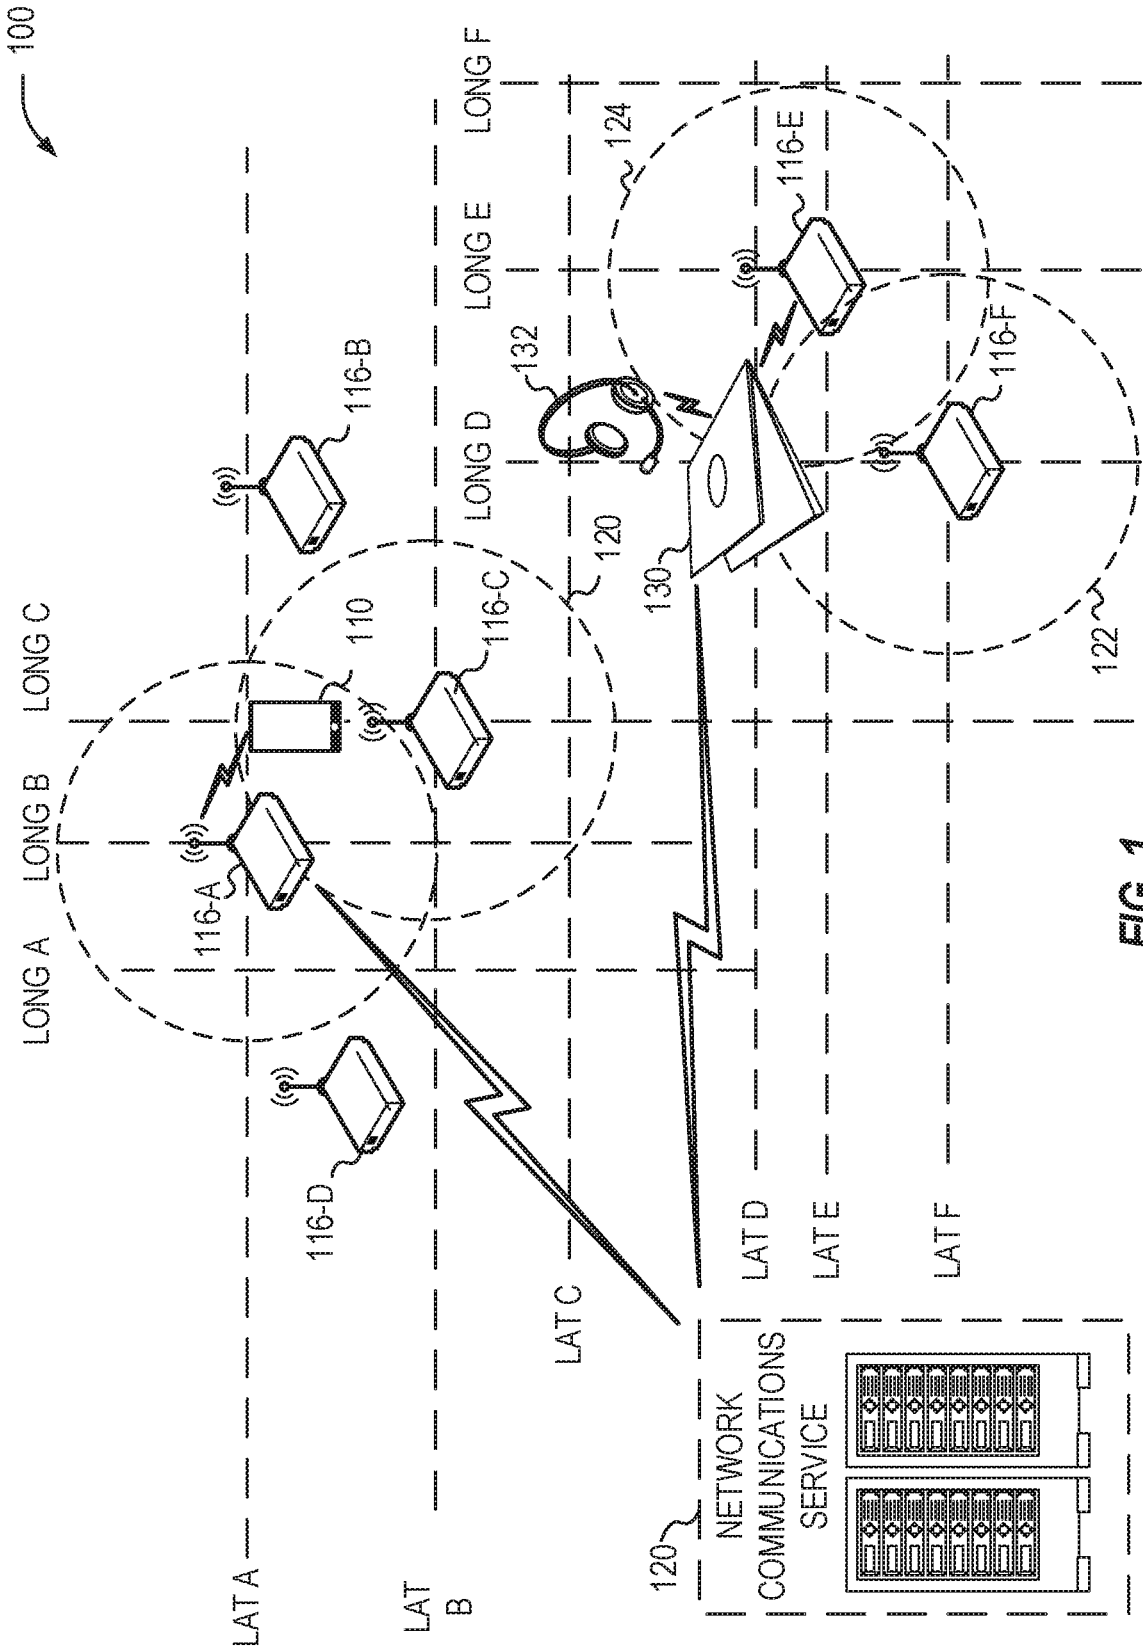 100
LONG A
LONG B
LONG C
LONG D
LONG E
LONG F
LAT A
LAT
B
LAT C
LAT D
LAT E
LAT F
116-A
116-B
116-C
116-D
110
120
132
124
116-E
130
116-F
122
120
NETWORK
COMMUNICATIONS
SERVICE
FIG. 1